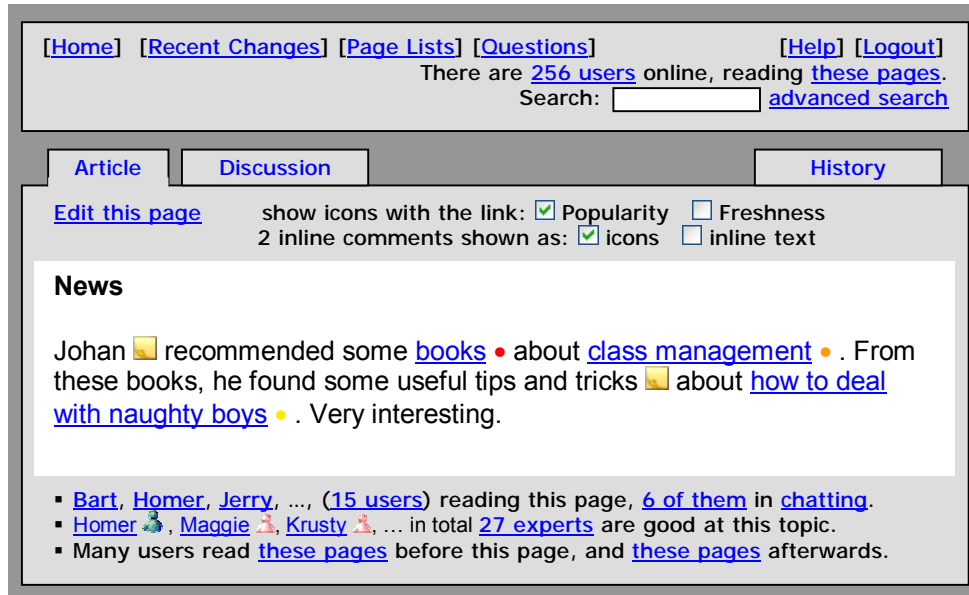 [Home] [Recent Changes] [Page Lists] [Questions] [Help] [Logout]
There are 256 users online, reading these pages.
Search: advanced search
Article Discussion History
Edit this page show icons with the link: Popularity Freshness
2 inline comments shown as: icons inline text
News
Johan recommended some books • about class management • . From
these books, he found some useful tips and tricks about how to deal
with naughty boys • . Very interesting.
▪ Bart, Homer, Jerry, ..., (15 users) reading this page, 6 of them in chatting.
▪ Homer , Maggie , Krusty , … in total 27 experts are good at this topic.
▪ Many users read these pages before this page, and these pages afterwards.